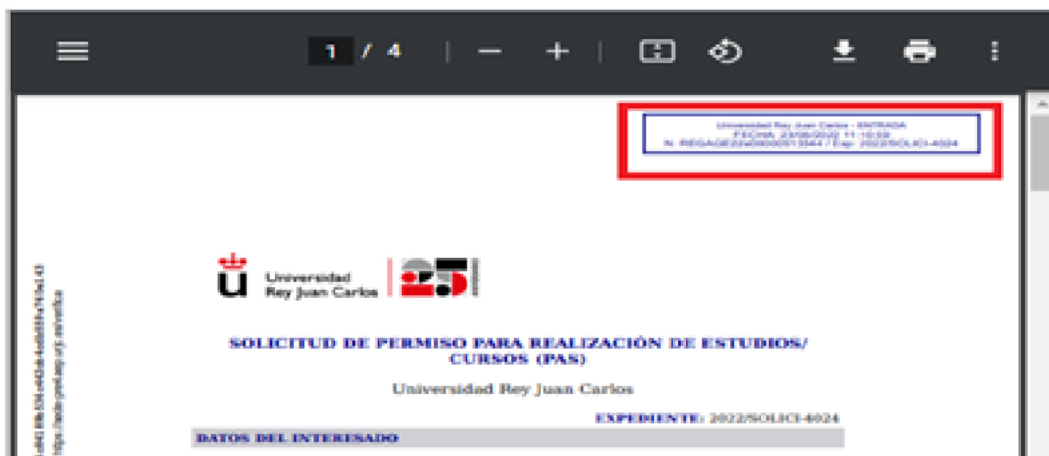 1 / 4
Universidad Rey Juan Carlos - ENTRADA
FECHA: 23/06/2022 11:10:59
/ Exp: 2022/SOLICI-4024
Universidad
Rey Juan Carlos
25
SOLICITUD DE PERMISO PARA REALIZACIÓN DE ESTUDIOS/
CURSOS (PAS)
Universidad Rey Juan Carlos
EXPEDIENTE: 2022/SOLICI-4024
DATOS DEL INTERESADO